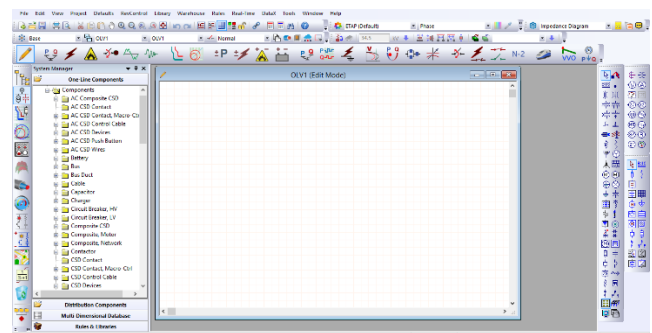 File Edit View Project Defaults RevControl Library Warehouse Rules Real-Time DataX Tools Window Help
ETAP (Default) Phase Impedance Diagram
Base OLV1 OLV1 Normal
N-2 VVO
System Manager
OLV1 (Edit Mode)
One-Line Components
Components
AC Composite CSD
AC CSD Contact
AC CSD Contact, Macro-Ctrl
AC CSD Control Cable
AC CSD Devices
AC CSD Push Button
AC CSD Wires
Battery
Bus
Bus Duct
Cable
Capacitor
Charger
Circuit Breaker, HV
Circuit Breaker, LV
Composite CSD
Composite, Motor
Composite, Network
Contactor
CSD Contact
CSD Contact, Macro-Ctrl
CSD Control Cable
CSD Devices
Distribution Components
Multi Dimensional Database
Rules & Libraries